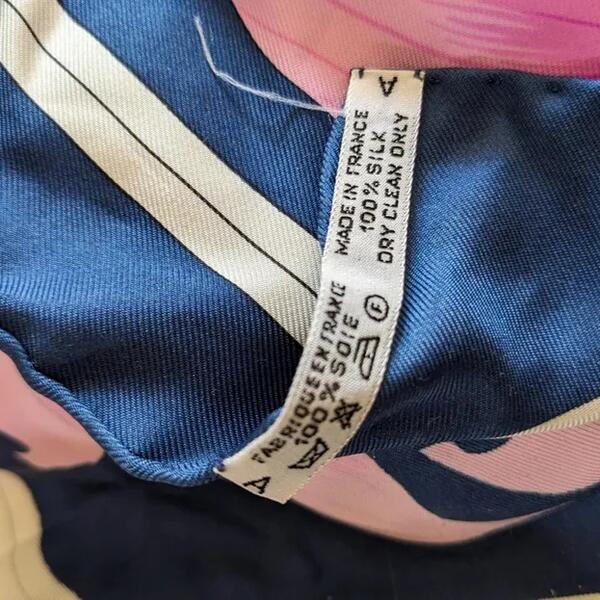 A
MADE IN FRANCE
100% SILK
DRY CLEAN ONLY
FABRIQUE EN FRANCE
100% SOIE
F
A